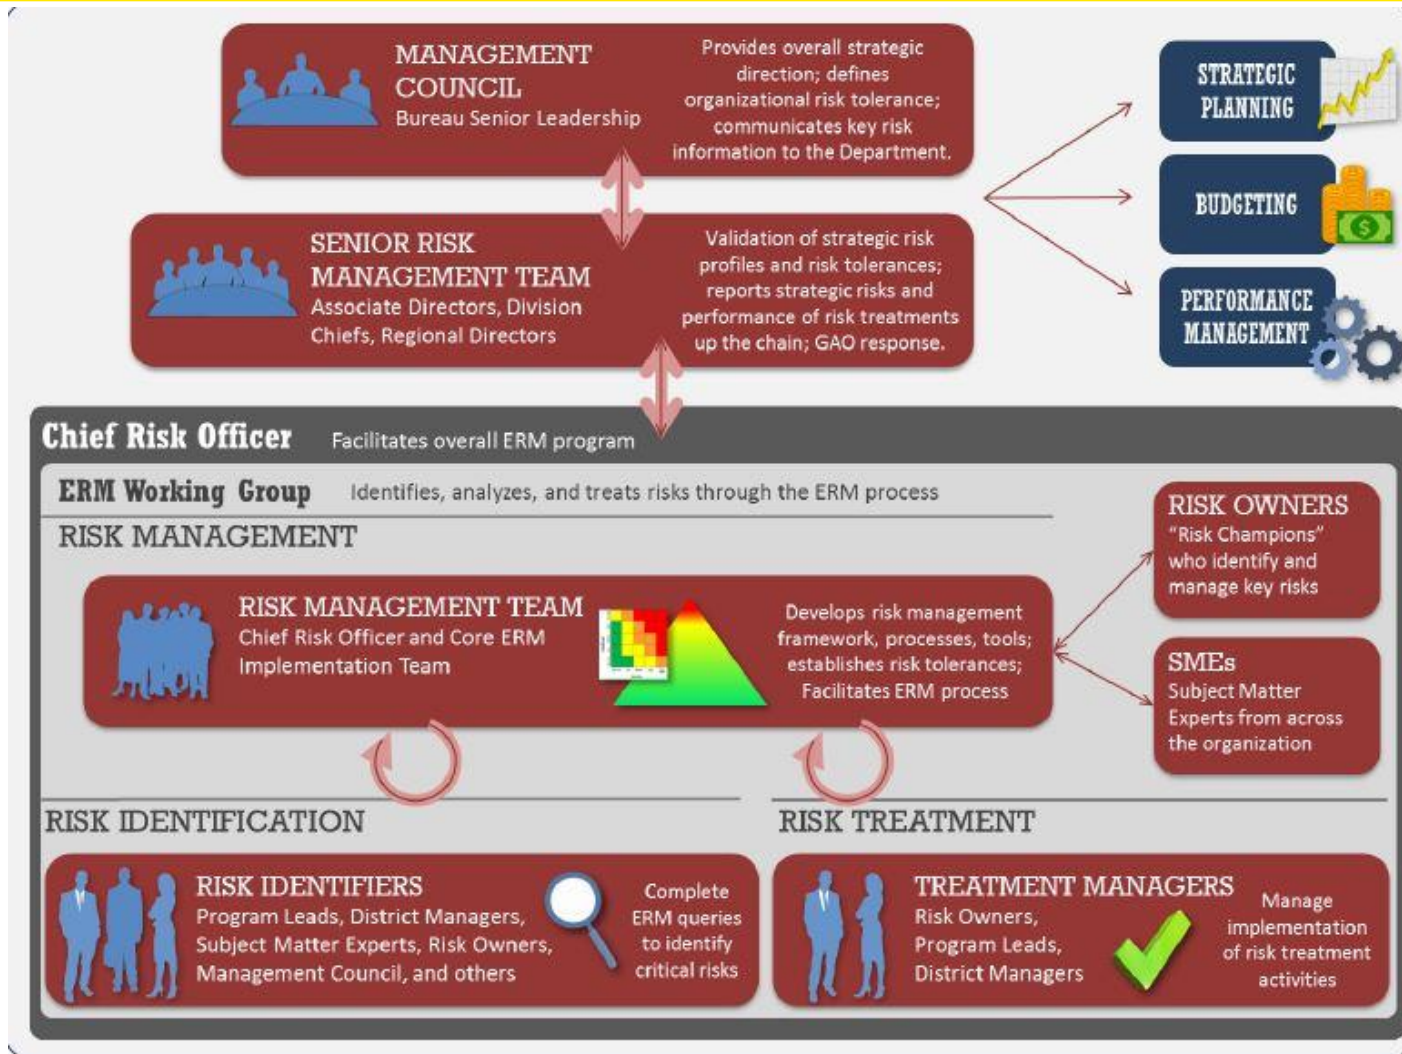 MANAGEMENT
COUNCIL
Bureau Senior Leadership
Provides overall strategic
direction; defines
organizational risk tolerance;
communicates key risk
information to the Department.
STRATEGIC
PLANNING
BUDGETING
PERFORMANCE
MANAGEMENT
SENIOR RISK
MANAGEMENT TEAM
Associate Directors, Division
Chiefs, Regional Directors
Validation of strategic risk
profiles and risk tolerances;
reports strategic risks and
performance of risk treatments
up the chain; GAO response.
Chief Risk Officer
Facilitates overall ERM program
ERM Working Group
Identifies, analyzes, and treats risks through the ERM process
RISK MANAGEMENT
RISK MANAGEMENT TEAM
Chief Risk Officer and Core ERM
Implementation Team
Develops risk management
framework, processes, tools;
establishes risk tolerances;
Facilitates ERM process
RISK OWNERS
“Risk Champions”
who identify and
manage key risks
SMEs
Subject Matter
Experts from across
the organization
RISK IDENTIFICATION
RISK IDENTIFIERS
Program Leads, District Managers,
Subject Matter Experts, Risk Owners,
Management Council, and others
Complete
ERM queries
to identify
critical risks
RISK TREATMENT
TREATMENT MANAGERS
Risk Owners,
Program Leads,
District Managers
Manage
implementation
of risk treatment
activities